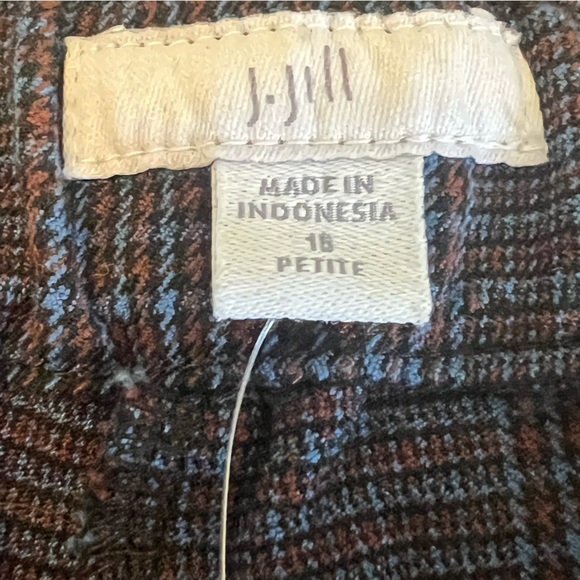 J.Jill
MADE IN
INDONESIA
16
PETITE